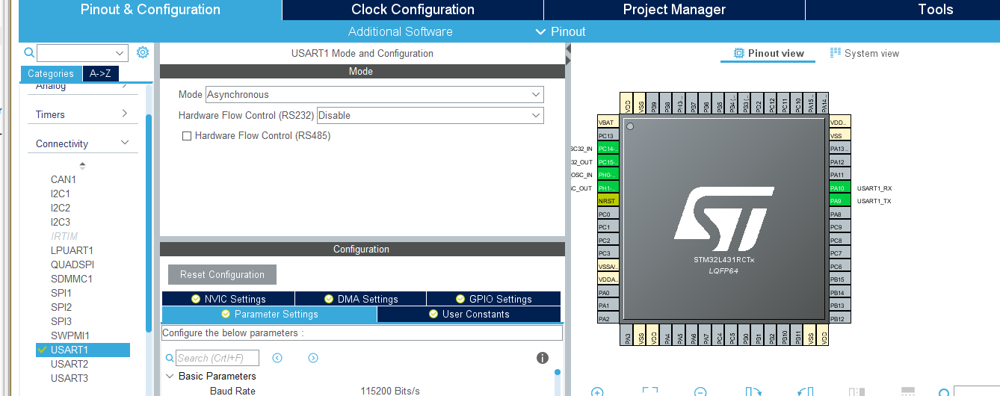 Pinout & Configuration
Clock Configuration
Project Manager
Tools
Additional Software
Pinout
USART1 Mode and Configuration
Pinout view
System view
Categories
A->Z
Mode
Analog
Timers
Connectivity
CAN1
I2C1
I2C2
I2C3
IRTIM
LPUART1
QUADSPI
SDMMC1
SPI1
SPI2
SPI3
SWPMI1
USART1
USART2
USART3
Mode Asynchronous
Hardware Flow Control (RS232) Disable
Hardware Flow Control (RS485)
Configuration
Reset Configuration
NVIC Settings
DMA Settings
GPIO Settings
Parameter Settings
User Constants
Configure the below parameters :
Search (Crtl+F)
Basic Parameters
Baud Rate 115200 Bits/s
VDD
VSS
PB9
PB8
PB7
PB6
PB5
PB4 (..
PB3 (..
PD2
PC12
PC11
PC10
PA15..
PA14..
VBAT
PC13
PC14-..
PC15-..
OSC_IN PH0-..
PH1-..
NRST
PC0
PC1
PC2
PC3
VSSA/..
VDDA..
PA0
PA1
PA2
VDD..
VSS
PA13..
PA12
PA11
PA10 USART1_RX
PA9 USART1_TX
PA8
PC9
PC8
PC7
PC6
PB15
PB14
PB13
PB12
STM32L431RCTx
LQFP64
PA3
VSS
VDD
PA4
PA5
PA6
PA7
PC4
PC5
PB0
PB1
PB2
PB10
PB11
VSS
VDD